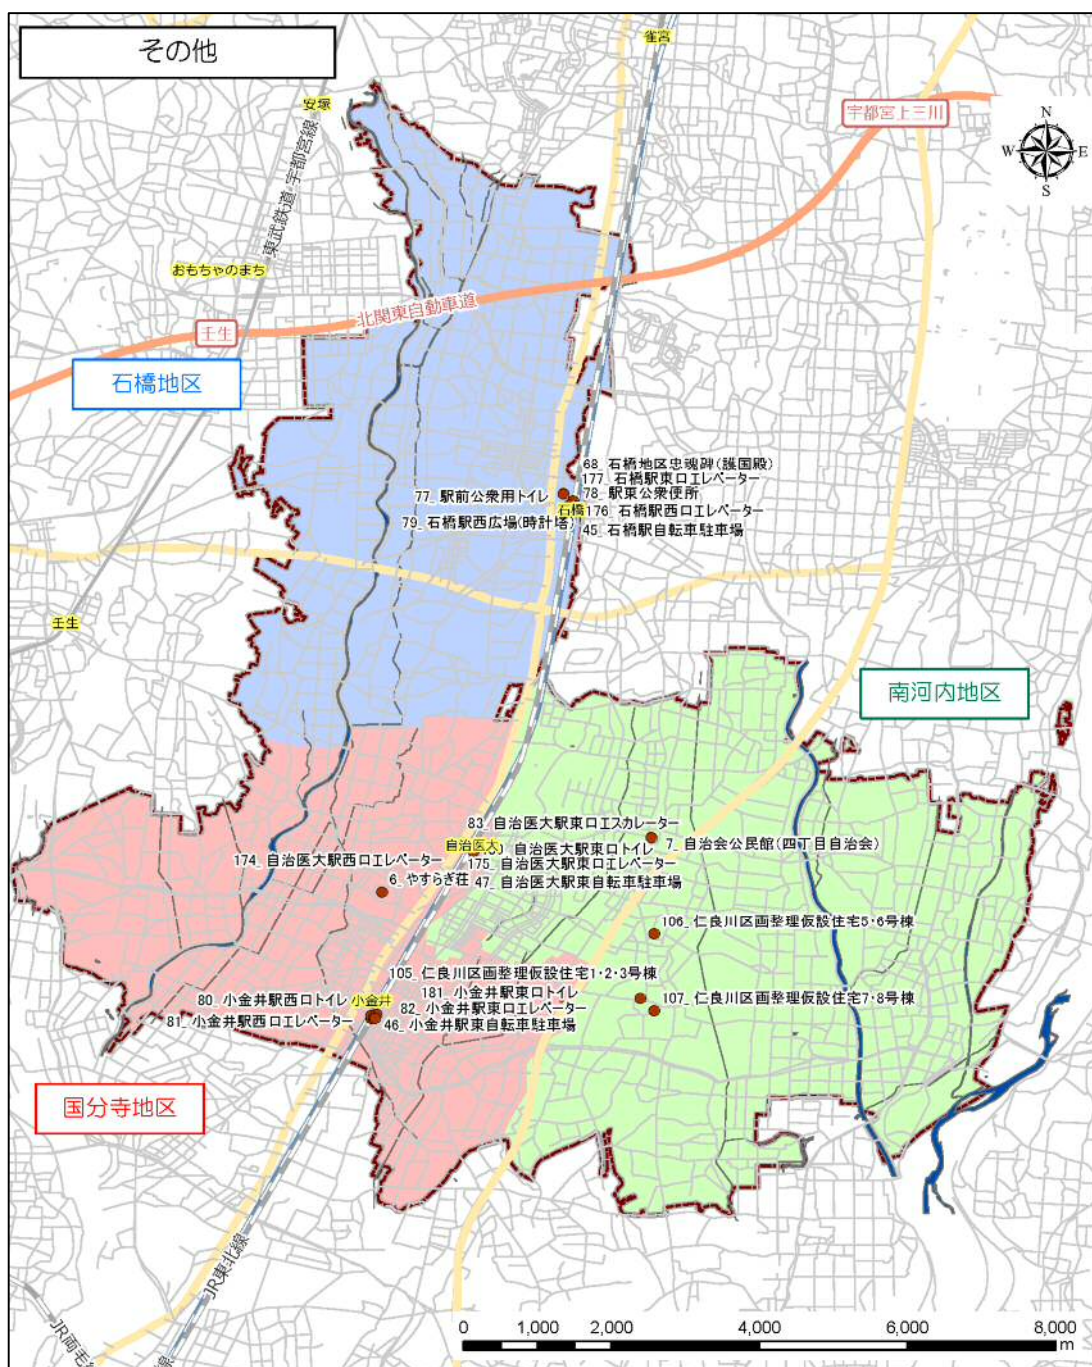 その他
雀宮
安塚
宇都宮上三川
N
W
E
S
東武鉄道 宇都宮線
おもちゃのまち
北関東自動車道
壬生
石橋地区
68_石橋地区忠魂碑(護国殿)
177_石橋駅東口エレベーター
77_駅前公衆用トイレ
78_駅東公衆便所
石橋
176_石橋駅西口エレベーター
79_石橋駅西広場(時計塔)
45_石橋駅自転車駐車場
壬生
南河内地区
83_自治医大駅東口エスカレーター
自治医大
自治医大駅東口トイレ
7_自治会公民館(四丁目自治会)
174_自治医大駅西口エレベーター
175_自治医大駅東口エレベーター
6_やすらぎ荘
47_自治医大駅東自転車駐車場
106_仁良川区画整理仮設住宅5・6号棟
105_仁良川区画整理仮設住宅1・2・3号棟
181_小金井駅東口トイレ
80_小金井駅西口トイレ
小金井
82_小金井駅東口エレベーター
107_仁良川区画整理仮設住宅7・8号棟
81_小金井駅西口エレベーター
46_小金井駅東自転車駐車場
国分寺地区
JR東北線
JR両毛
線
0
1,000
2,000
4,000
6,000
8,000
m